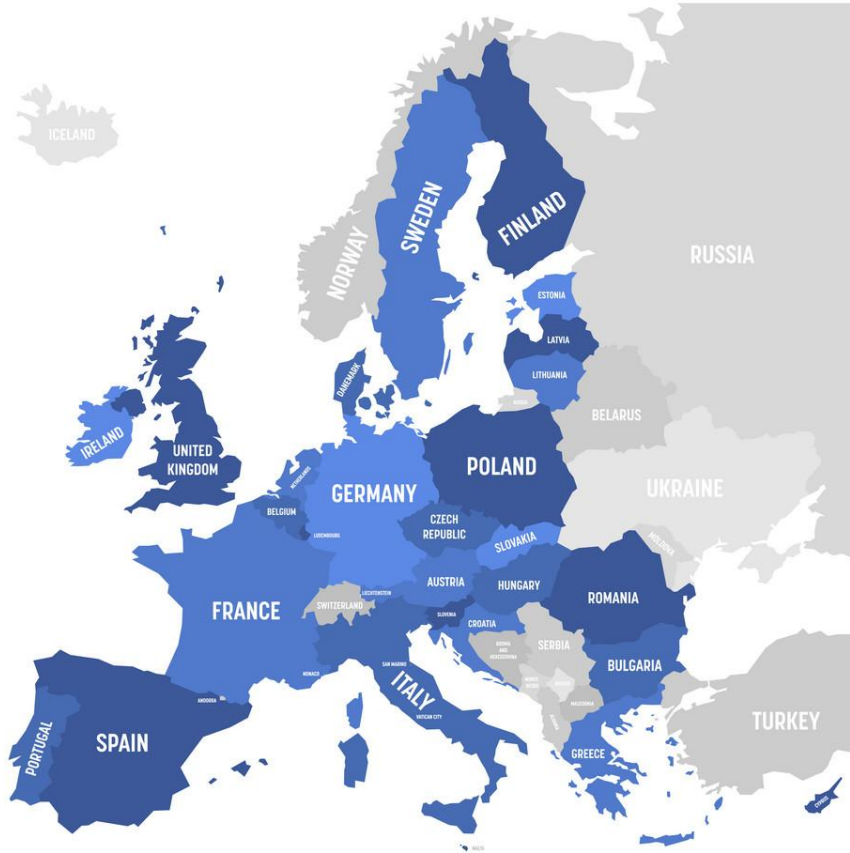 ICELAND
SWEDEN
FINLAND
NORWAY
RUSSIA
ESTONIA
LATVIA
LITHUANIA
DANEMARK
RUSSIA
BELARUS
IRELAND
UNITED
KINGDOM
NETHERLANDS
POLAND
GERMANY
UKRAINE
BELGIUM
CZECH
REPUBLIC
LUXEMBOURG
SLOVAKIA
MOLDOVA
AUSTRIA
HUNGARY
LIECHTENSTEIN
ROMANIA
SWITZERLAND
FRANCE
SLOVENIA
CROATIA
BOSNIA
AND
HERZEGOVINA
SERBIA
SAN MARINO
BULGARIA
MONACO
ITALY
ANDORRA
MACEDONIA
VATICAN CITY
TURKEY
PORTUGAL
SPAIN
GREECE
CYPRUS